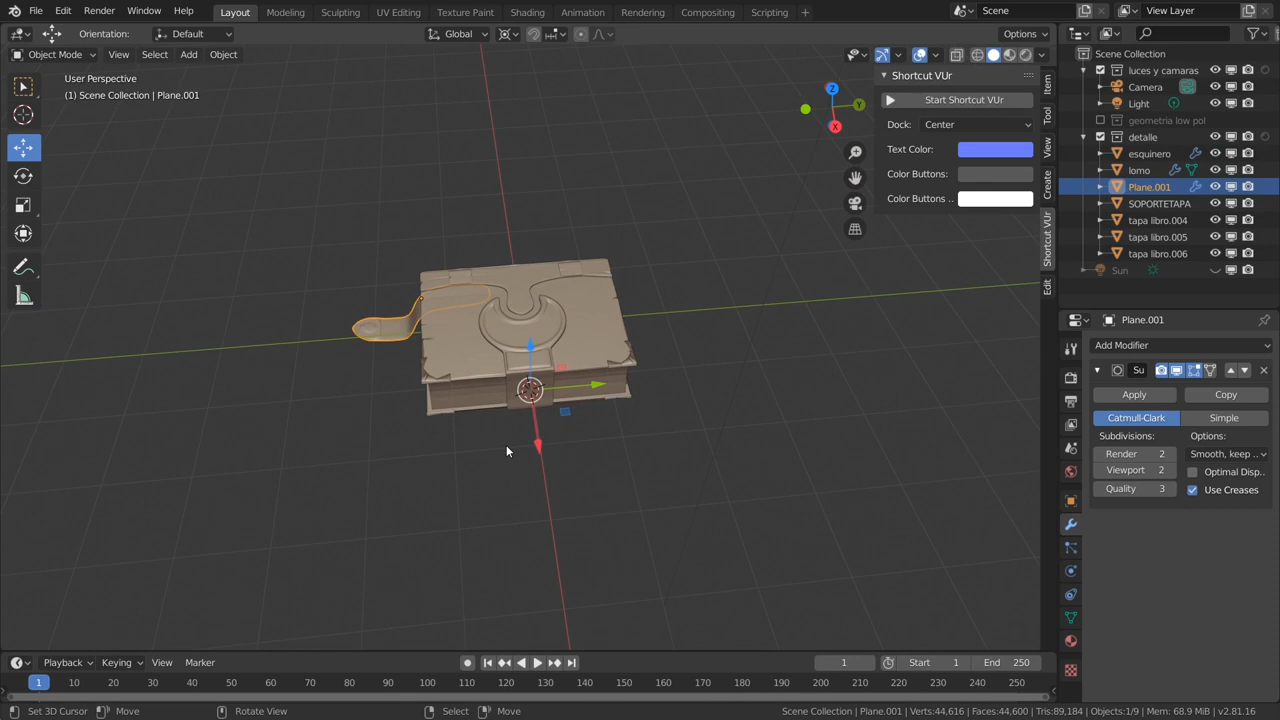 File Edit Render Window Help Layout Modeling Sculpting UV Editing Texture Paint Shading Animation Rendering Compositing Scripting + Scene View Layer
Orientation: Default Global Options
Object Mode View Select Add Object
User Perspective
(1) Scene Collection | Plane.001
Z
Y
X
Shortcut VUr
Start Shortcut VUr
Dock: Center
Text Color:
Color Buttons:
Color Buttons ..
Item
Tool
View
Create
Shortcut VUr
Edit
Scene Collection
luces y camaras
Camera
Light
geometria low pol
detalle
esquinero
lomo
Plane.001
SOPORTETAPA
tapa libro.004
tapa libro.005
tapa libro.006
Sun
Plane.001
Add Modifier
Su
Apply Copy
Catmull-Clark Simple
Subdivisions: Options:
Render 2 Smooth, keep ..
Viewport 2 Optimal Disp..
Quality 3 Use Creases
Playback Keying View Marker 1 Start 1 End 250
1 10 20 30 40 50 60 70 80 90 100 110 120 130 140 150 160 170 180 190 200 210 220 230 240 250
Set 3D Cursor Move Rotate View Select Move Scene Collection | Plane.001 | Verts:44,616 | Faces:44,600 | Tris:89,184 | Objects:1/9 | Mem: 68.9 MiB | v2.81.16